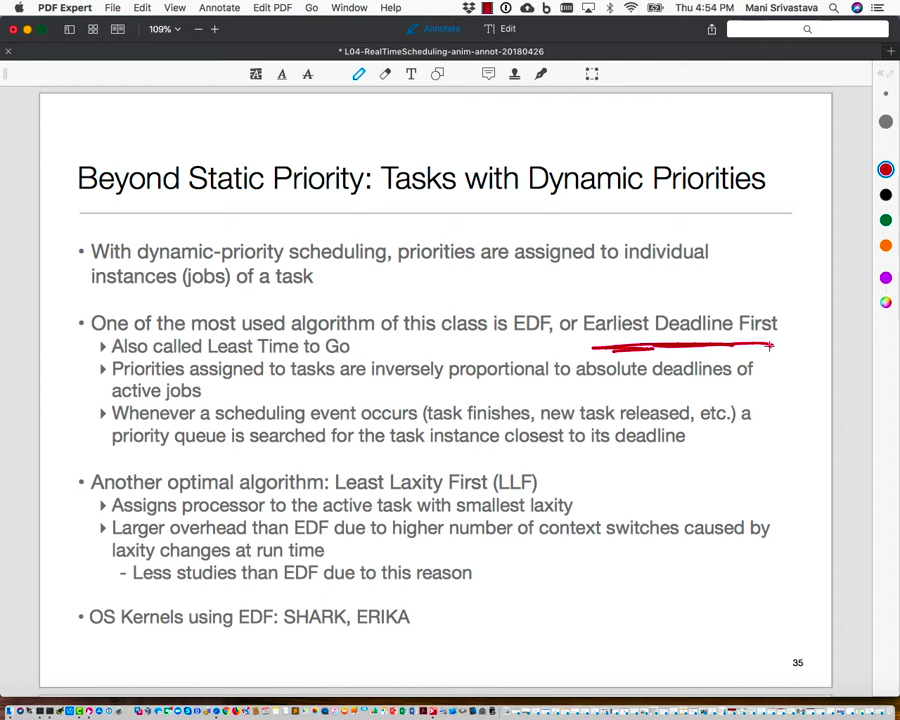 PDF Expert File Edit View Annotate Edit PDF Go Window Help Thu 4:54 PM Mani Srivastava
109% Annotate Edit
* L04-RealTimeScheduling-anim-annot-20180426
Beyond Static Priority: Tasks with Dynamic Priorities
• With dynamic-priority scheduling, priorities are assigned to individual
instances (jobs) of a task
• One of the most used algorithm of this class is EDF, or Earliest Deadline First
Also called Least Time to Go
Priorities assigned to tasks are inversely proportional to absolute deadlines of
active jobs
Whenever a scheduling event occurs (task finishes, new task released, etc.) a
priority queue is searched for the task instance closest to its deadline
• Another optimal algorithm: Least Laxity First (LLF)
Assigns processor to the active task with smallest laxity
Larger overhead than EDF due to higher number of context switches caused by
laxity changes at run time
- Less studies than EDF due to this reason
• OS Kernels using EDF: SHARK, ERIKA
35